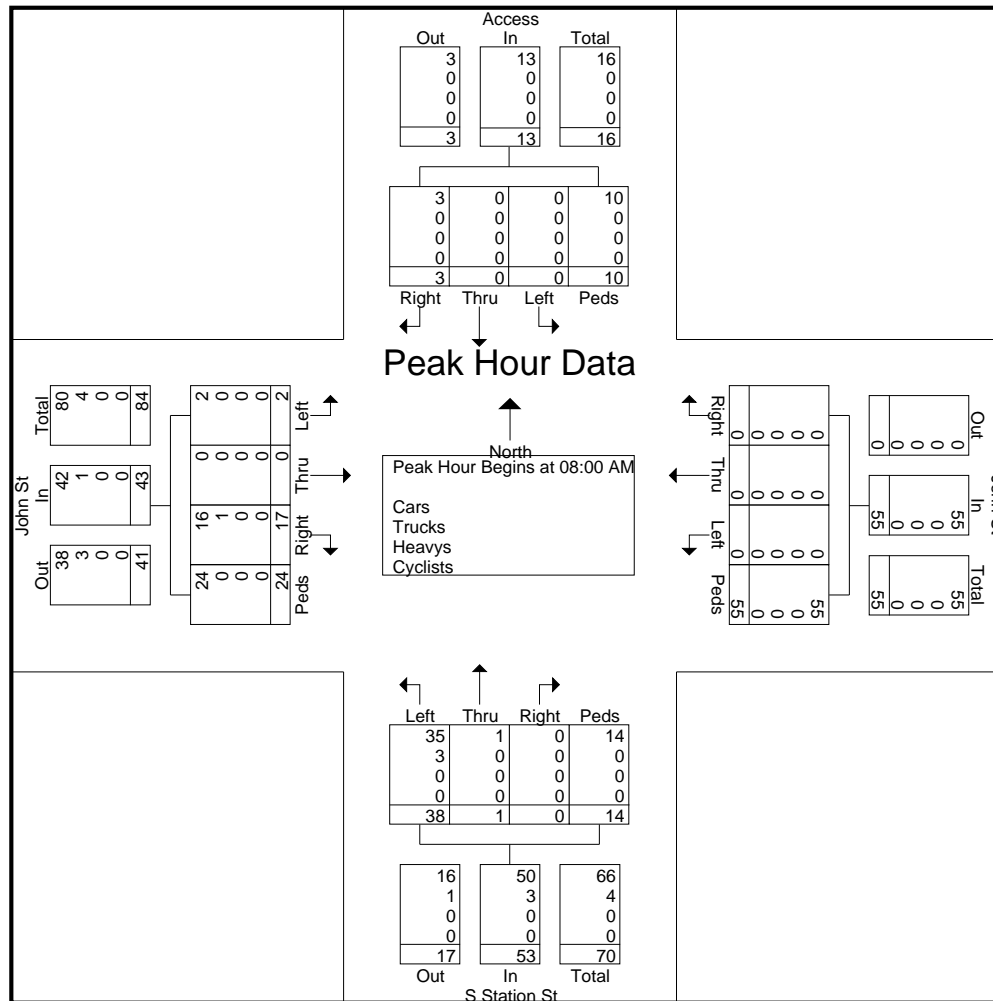 Access
Out In Total
3 13 16
0 0 0
0 0 0
0 0 0
3 13 16
3 0 0 10
0 0 0 0
0 0 0 0
0 0 0 0
3 0 0 10
Right Thru Left Peds
Peak Hour Data
North
Peak Hour Begins at 08:00 AM
Cars
Trucks
Heavys
Cyclists
John St
Total
80 4 0 0 84
In
42 1 0 0 43
Out
38 3 0 0 41
2 0 0 0 2
Left
0 0 0 0 0
Thru
16 1 0 0 17
Right
24 0 0 0 24
Peds
Right
0 0 0 0 0
Thru
0 0 0 0 0
Left
0 0 0 0 0
Peds
55 0 0 0 55
Out
0 0 0 0 0
In
55 0 0 0 55
Total
55 0 0 0 55
Left Thru Right Peds
35 1 0 14
3 0 0 0
0 0 0 0
0 0 0 0
38 1 0 14
16 50 66
1 3 4
0 0 0
0 0 0
17 53 70
Out In Total
S Station St